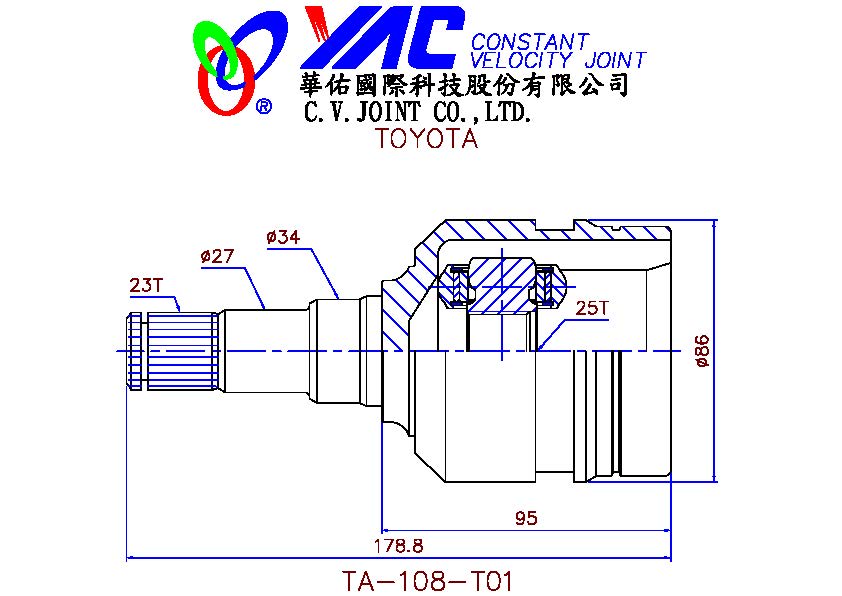 YAC CONSTANT
VELOCITY JOINT
®
華佑國際科技股份有限公司
C.V.JOINT CO.,LTD.
TOYOTA
ø34
ø27
23T
25T
ø86
95
178.8
TA-108-T01